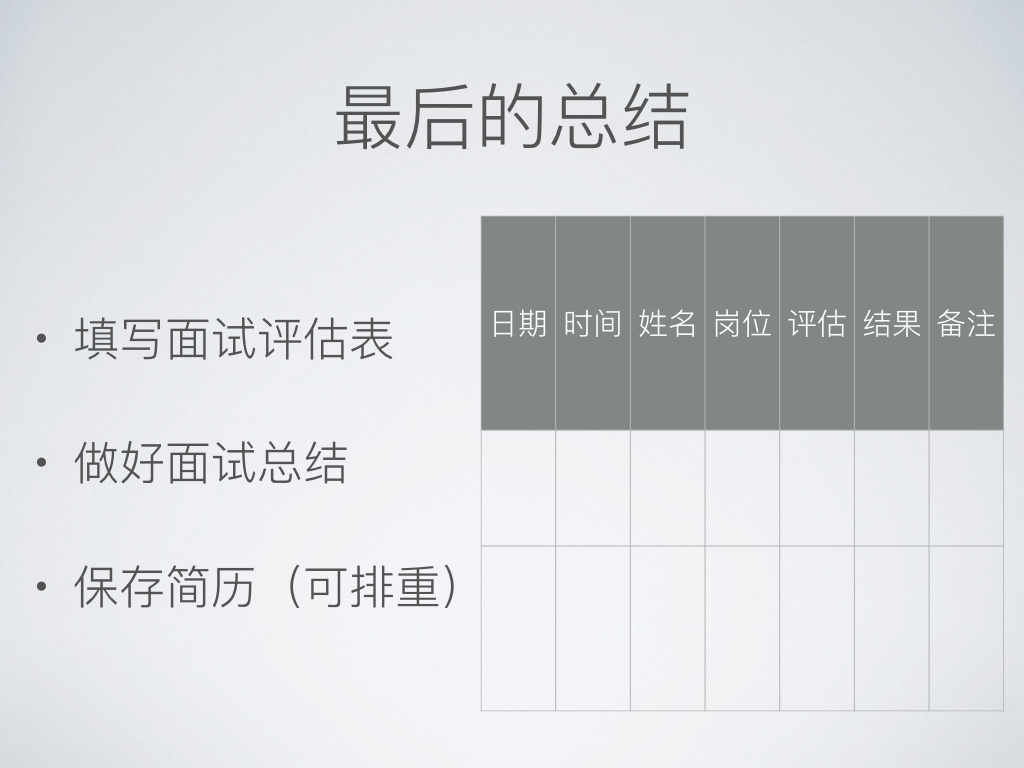 最后的总结
• 填写面试评估表
• 做好面试总结
• 保存简历（可排重）
日期 时间 姓名 岗位 评估 结果 备注